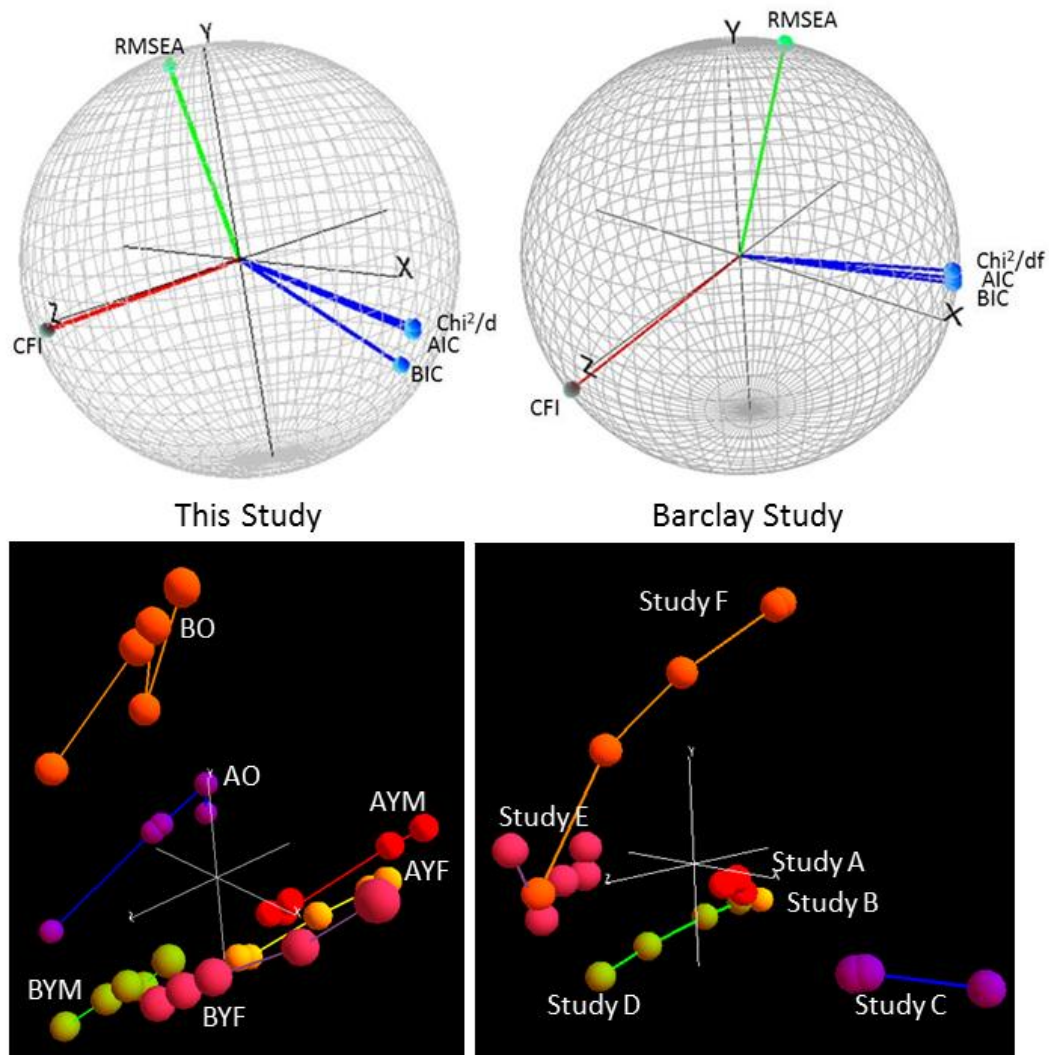 Y
RMSEA
X
Z
CFI
Chi²/d
AIC
BIC
Y
RMSEA
Chi²/df
AIC
BIC
X
Z
CFI
This Study
Barclay Study
BO
AO
Y
AYM
AYF
X
Z
BYM
BYF
Study F
Y
Study E
Study A
X
Z
Study B
Study D
Study C